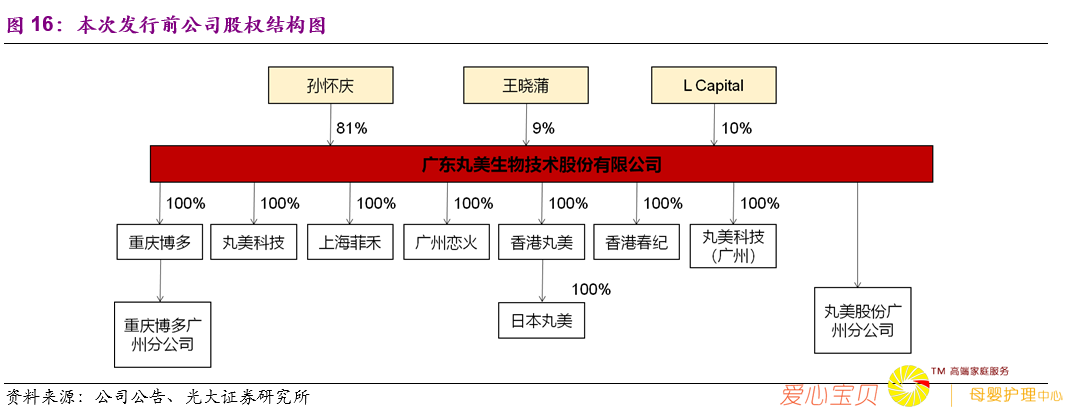 图 16：本次发行前公司股权结构图
孙怀庆
王晓蒲
L Capital
81%
9%
10%
广东丸美生物技术股份有限公司
100%
100%
100%
100%
100%
100%
100%
重庆博多
丸美科技
上海菲禾
广州恋火
香港丸美
香港春纪
丸美科技
（广州）
100%
重庆博多广
州分公司
日本丸美
丸美股份广
州分公司
资料来源：公司公告、光大证券研究所
爱心宝贝
TM 高端家庭服务
母婴护理中心